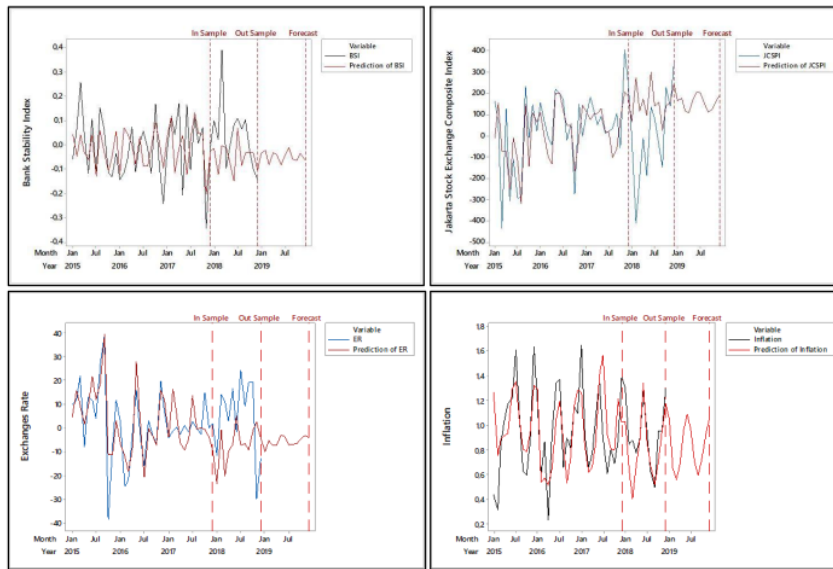 In Sample Out Sample Forecast
Variable
BSI
Prediction of BSI
Bank Stability Index
0,4
0,3
0,2
0,1
0,0
-0,1
-0,2
-0,3
-0,4
Month Jan Jul Jan Jul Jan Jul Jan Jul Jan Jul
Year 2015 2016 2017 2018 2019
In Sample Out Sample Forecast
Variable
JCSPI
Prediction of JCSPI
Jakarta Stock Exchange Composite Index
400
300
200
100
0
-100
-200
-300
-400
-500
Month Jan Jul Jan Jul Jan Jul Jan Jul Jan Jul
Year 2015 2016 2017 2018 2019
In Sample Out Sample Forecast
Variable
ER
Prediction of ER
Exchanges Rate
40
30
20
10
0
-10
-20
-30
-40
Month Jan Jul Jan Jul Jan Jul Jan Jul Jan Jul
Year 2015 2016 2017 2018 2019
In Sample Out Sample Forecast
Variable
Inflation
Prediction of Inflation
Inflation
1,8
1,6
1,4
1,2
1,0
0,8
0,6
0,4
0,2
Month Jan Jul Jan Jul Jan Jul Jan Jul Jan Jul
Year 2015 2016 2017 2018 2019